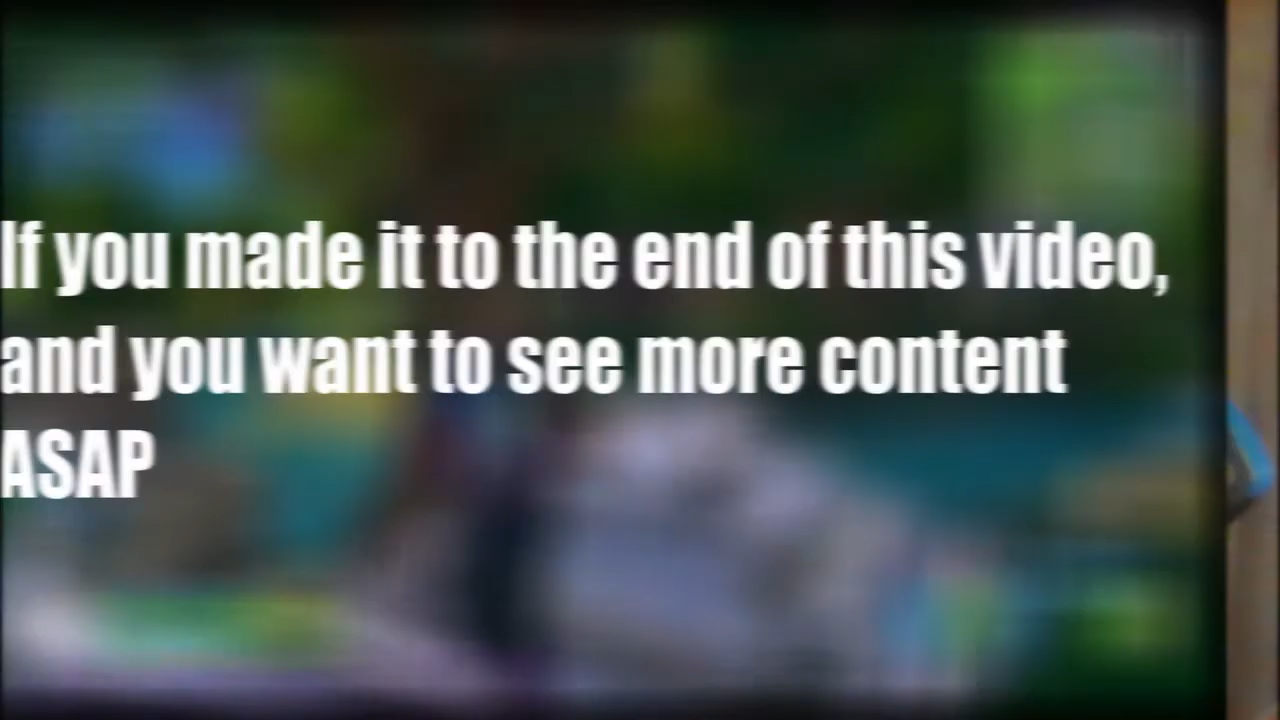 If you made it to the end of this video,
and you want to see more content
ASAP